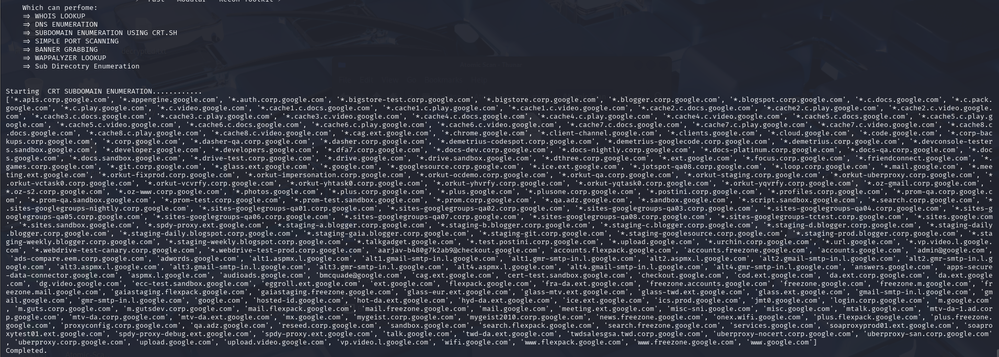 Fast - Modular - Recon Toolkit >
Which can perfome:
=> WHOIS LOOKUP
=> DNS ENUMERATION
=> SUBDOMAIN ENUMERATION USING CRT.SH
=> SIMPLE PORT SCANNING
=> BANNER GRABBING
=> WAPPALYZER LOOKUP
=> Sub Direcotry Enumeration
Starting  CRT SUBDOMAIN ENUMERATION............
['*.apis.corp.google.com', '*.appengine.google.com', '*.auth.corp.google.com', '*.bigstore-test.corp.google.com', '*.bigstore.corp.google.com', '*.blogger.corp.google.com', '*.blogspot.corp.google.com', '*.c.docs.google.com', '*.c.pack.
google.com', '*.c.play.google.com', '*.c.video.google.com', '*.cache1.c.docs.google.com', '*.cache1.c.play.google.com', '*.cache1.c.video.google.com', '*.cache2.c.docs.google.com', '*.cache2.c.play.google.com', '*.cache2.c.video.google.
com', '*.cache3.c.docs.google.com', '*.cache3.c.play.google.com', '*.cache3.c.video.google.com', '*.cache4.c.docs.google.com', '*.cache4.c.play.google.com', '*.cache4.c.video.google.com', '*.cache5.c.docs.google.com', '*.cache5.c.play.g
oogle.com', '*.cache5.c.video.google.com', '*.cache6.c.docs.google.com', '*.cache6.c.play.google.com', '*.cache6.c.video.google.com', '*.cache7.c.docs.google.com', '*.cache7.c.play.google.com', '*.cache7.c.video.google.com', '*.cache8.c
.docs.google.com', '*.cache8.c.play.google.com', '*.cache8.c.video.google.com', '*.cag.ext.google.com', '*.chrome.google.com', '*.client-channel.google.com', '*.clients.google.com', '*.cloud.google.com', '*.code.google.com', '*.corp-bac
kups.corp.google.com', '*.corp.google.com', '*.dasher-qa.corp.google.com', '*.dasher.corp.google.com', '*.demetrius-codespot.corp.google.com', '*.demetrius-googlecode.corp.google.com', '*.demetrius.corp.google.com', '*.devconsole-tester
s.sandbox.google.com', '*.developer.google.com', '*.developers.google.com', '*.dfa7.corp.google.com', '*.docs-dev.corp.google.com', '*.docs-nightly.corp.google.com', '*.docs-platinum.corp.google.com', '*.docs-qa.corp.google.com', '*.doc
s.google.com', '*.docs.sandbox.google.com', '*.drive-test.corp.google.com', '*.drive.google.com', '*.drive.sandbox.google.com', '*.dthree.corp.google.com', '*.ext.google.com', '*.focus.corp.google.com', '*.friendconnect.google.com', '*.
games.corp.google.com', '*.git.corp.google.com', '*.glass.ext.google.com', '*.google.com', '*.googlesource.corp.google.com', '*.ice.ext.google.com', '*.jotspot-qa08.corp.google.com', '*.loop.corp.google.com', '*.mail.google.com', '*.mee
ting.ext.google.com', '*.orkut-fixprod.corp.google.com', '*.orkut-impersonation.corp.google.com', '*.orkut-ocdemo.corp.google.com', '*.orkut-qa.corp.google.com', '*.orkut-staging.corp.google.com', '*.orkut-uberproxy.corp.google.com', '*
.orkut-vctask0.corp.google.com', '*.orkut-vcvrfy.corp.google.com', '*.orkut-yhtask0.corp.google.com', '*.orkut-yhvrfy.corp.google.com', '*.orkut-yqtask0.corp.google.com', '*.orkut-yqvrfy.corp.google.com', '*.oz-gmail.corp.google.com', '
*.oz-s2.corp.google.com', '*.oz-www.corp.google.com', '*.photos.google.com', '*.plus.corp.google.com', '*.plus.google.com', '*.plusone.corp.google.com', '*.postini.corp.google.com', '*.profiles.corp.google.com', '*.prom-qa.corp.google.c
om', '*.prom-qa.sandbox.google.com', '*.prom-test.corp.google.com', '*.prom-test.sandbox.google.com', '*.prom.corp.google.com', '*.qa.adz.google.com', '*.sandbox.google.com', '*.script.sandbox.google.com', '*.search.corp.google.com', '*
.sites-googlegroups-nightly.corp.google.com', '*.sites-googlegroups-qa01.corp.google.com', '*.sites-googlegroups-qa02.corp.google.com', '*.sites-googlegroups-qa03.corp.google.com', '*.sites-googlegroups-qa04.corp.google.com', '*.sites-g
ooglegroups-qa05.corp.google.com', '*.sites-googlegroups-qa06.corp.google.com', '*.sites-googlegroups-qa07.corp.google.com', '*.sites-googlegroups-qa08.corp.google.com', '*.sites-googlegroups-tctest.corp.google.com', '*.sites.google.com
', '*.sites.sandbox.google.com', '*.spdy-proxy.ext.google.com', '*.staging-a.blogger.corp.google.com', '*.staging-b.blogger.corp.google.com', '*.staging-c.blogger.corp.google.com', '*.staging-d.blogger.corp.google.com', '*.staging-daily
.blogger.corp.google.com', '*.staging-daily.blogspot.corp.google.com', '*.staging-gaia.blogger.corp.google.com', '*.staging-git.corp.google.com', '*.staging-googlesource.corp.google.com', '*.staging-prod.blogger.corp.google.com', '*.sta
ging-weekly.blogger.corp.google.com', '*.staging-weekly.blogspot.corp.google.com', '*.talkgadget.google.com', '*.test.postini.corp.google.com', '*.upload.google.com', '*.urchin.corp.google.com', '*.url.google.com', '*.vp.video.l.google.
com', '*.webdrive-test-canary.corp.google.com', '*.webdrive-test-prod.corp.google.com', 'aarjav-b480g7k2ab9@checkout.google.com', 'accounts.flexpack.google.com', 'accounts.freezone.google.com', 'accounts.google.com', 'admin@google.com',
 'ads-compare.eem.corp.google.com', 'adwords.google.com', 'alt1.aspmx.l.google.com', 'alt1.gmail-smtp-in.l.google.com', 'alt1.gmr-smtp-in.l.google.com', 'alt2.aspmx.l.google.com', 'alt2.gmail-smtp-in.l.google.com', 'alt2.gmr-smtp-in.l.g
oogle.com', 'alt3.aspmx.l.google.com', 'alt3.gmail-smtp-in.l.google.com', 'alt3.gmr-smtp-in.l.google.com', 'alt4.aspmx.l.google.com', 'alt4.gmail-smtp-in.l.google.com', 'alt4.gmr-smtp-in.l.google.com', 'answers.google.com', 'apps-secure
-data-connector.google.com', 'aspmx.l.google.com', 'audioads.google.com', 'bmcquade@google.com', 'cag.ext.google.com', 'cert-test.sandbox.google.com', 'checkout.google.com', 'cod.ext.google.com', 'da.ext.corp.google.com', 'da.ext.google
.com', 'dg.video.google.com', 'ecc-test.sandbox.google.com', 'eggroll.ext.google.com', 'ext.google.com', 'flexpack.google.com', 'fra-da.ext.google.com', 'freezone.accounts.google.com', 'freezone.google.com', 'freezone.m.google.com', 'fr
eezone.mail.google.com', 'gaiastaging.flexpack.google.com', 'gaiastaging.freezone.google.com', 'glass-eur.ext.google.com', 'glass-mtv.ext.google.com', 'glass-twd.ext.google.com', 'glass.ext.google.com', 'gmail-smtp-in.l.google.com', 'gm
ail.google.com', 'gmr-smtp-in.l.google.com', 'google.com', 'hosted-id.google.com', 'hot-da.ext.google.com', 'hyd-da.ext.google.com', 'ice.ext.google.com', 'ics.prod.google.com', 'jmt0.google.com', 'login.corp.google.com', 'm.google.com'
, 'm.guts.corp.google.com', 'm.gutsdev.corp.google.com', 'mail.flexpack.google.com', 'mail.freezone.google.com', 'mail.google.com', 'meeting.ext.google.com', 'misc-sni.google.com', 'misc.google.com', 'mtalk.google.com', 'mtv-da-1.ad.cor
p.google.com', 'mtv-da.corp.google.com', 'mtv-da.ext.google.com', 'mx.google.com', 'mygeist.corp.google.com', 'mygeist2010.corp.google.com', 'news.freezone.google.com', 'onex.wifi.google.com', 'plus.flexpack.google.com', 'plus.freezone.
google.com', 'proxyconfig.corp.google.com', 'qa.adz.google.com', 'reseed.corp.google.com', 'sandbox.google.com', 'search.flexpack.google.com', 'search.freezone.google.com', 'services.google.com', 'soaproxyprod01.ext.google.com', 'soapro
xytest01.ext.google.com', 'spdy-proxy-debug.ext.google.com', 'spdy-proxy.ext.google.com', 'talk.google.com', 'twd-da.ext.google.com', 'twdsalesgsa.twd.corp.google.com', 'uberproxy-nocert.corp.google.com', 'uberproxy-san.corp.google.com'
, 'uberproxy.corp.google.com', 'upload.google.com', 'upload.video.google.com', 'vp.video.l.google.com', 'wifi.google.com', 'www.flexpack.google.com', 'www.freezone.google.com', 'www.google.com']
Completed.